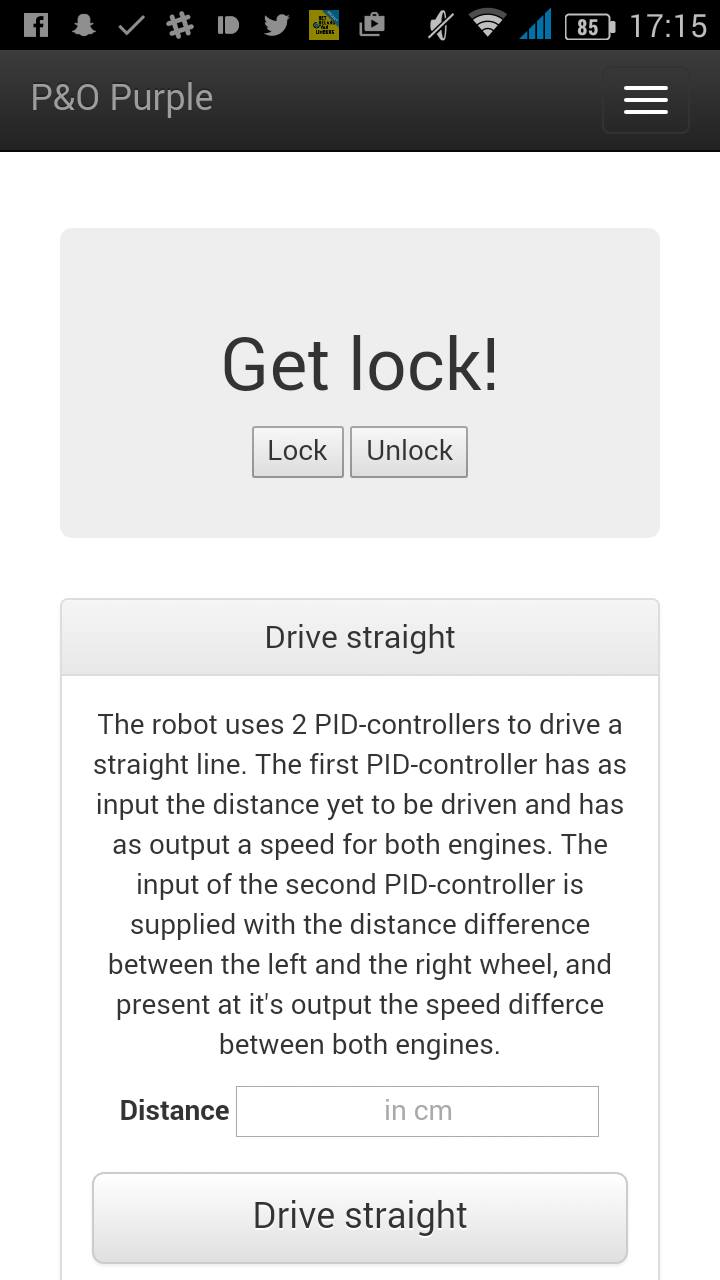 85 17:15
P&O Purple
Get lock!
Lock Unlock
Drive straight
The robot uses 2 PID-controllers to drive a
straight line. The first PID-controller has as
input the distance yet to be driven and has
as output a speed for both engines. The
input of the second PID-controller is
supplied with the distance difference
between the left and the right wheel, and
present at it's output the speed differce
between both engines.
Distance in cm
Drive straight